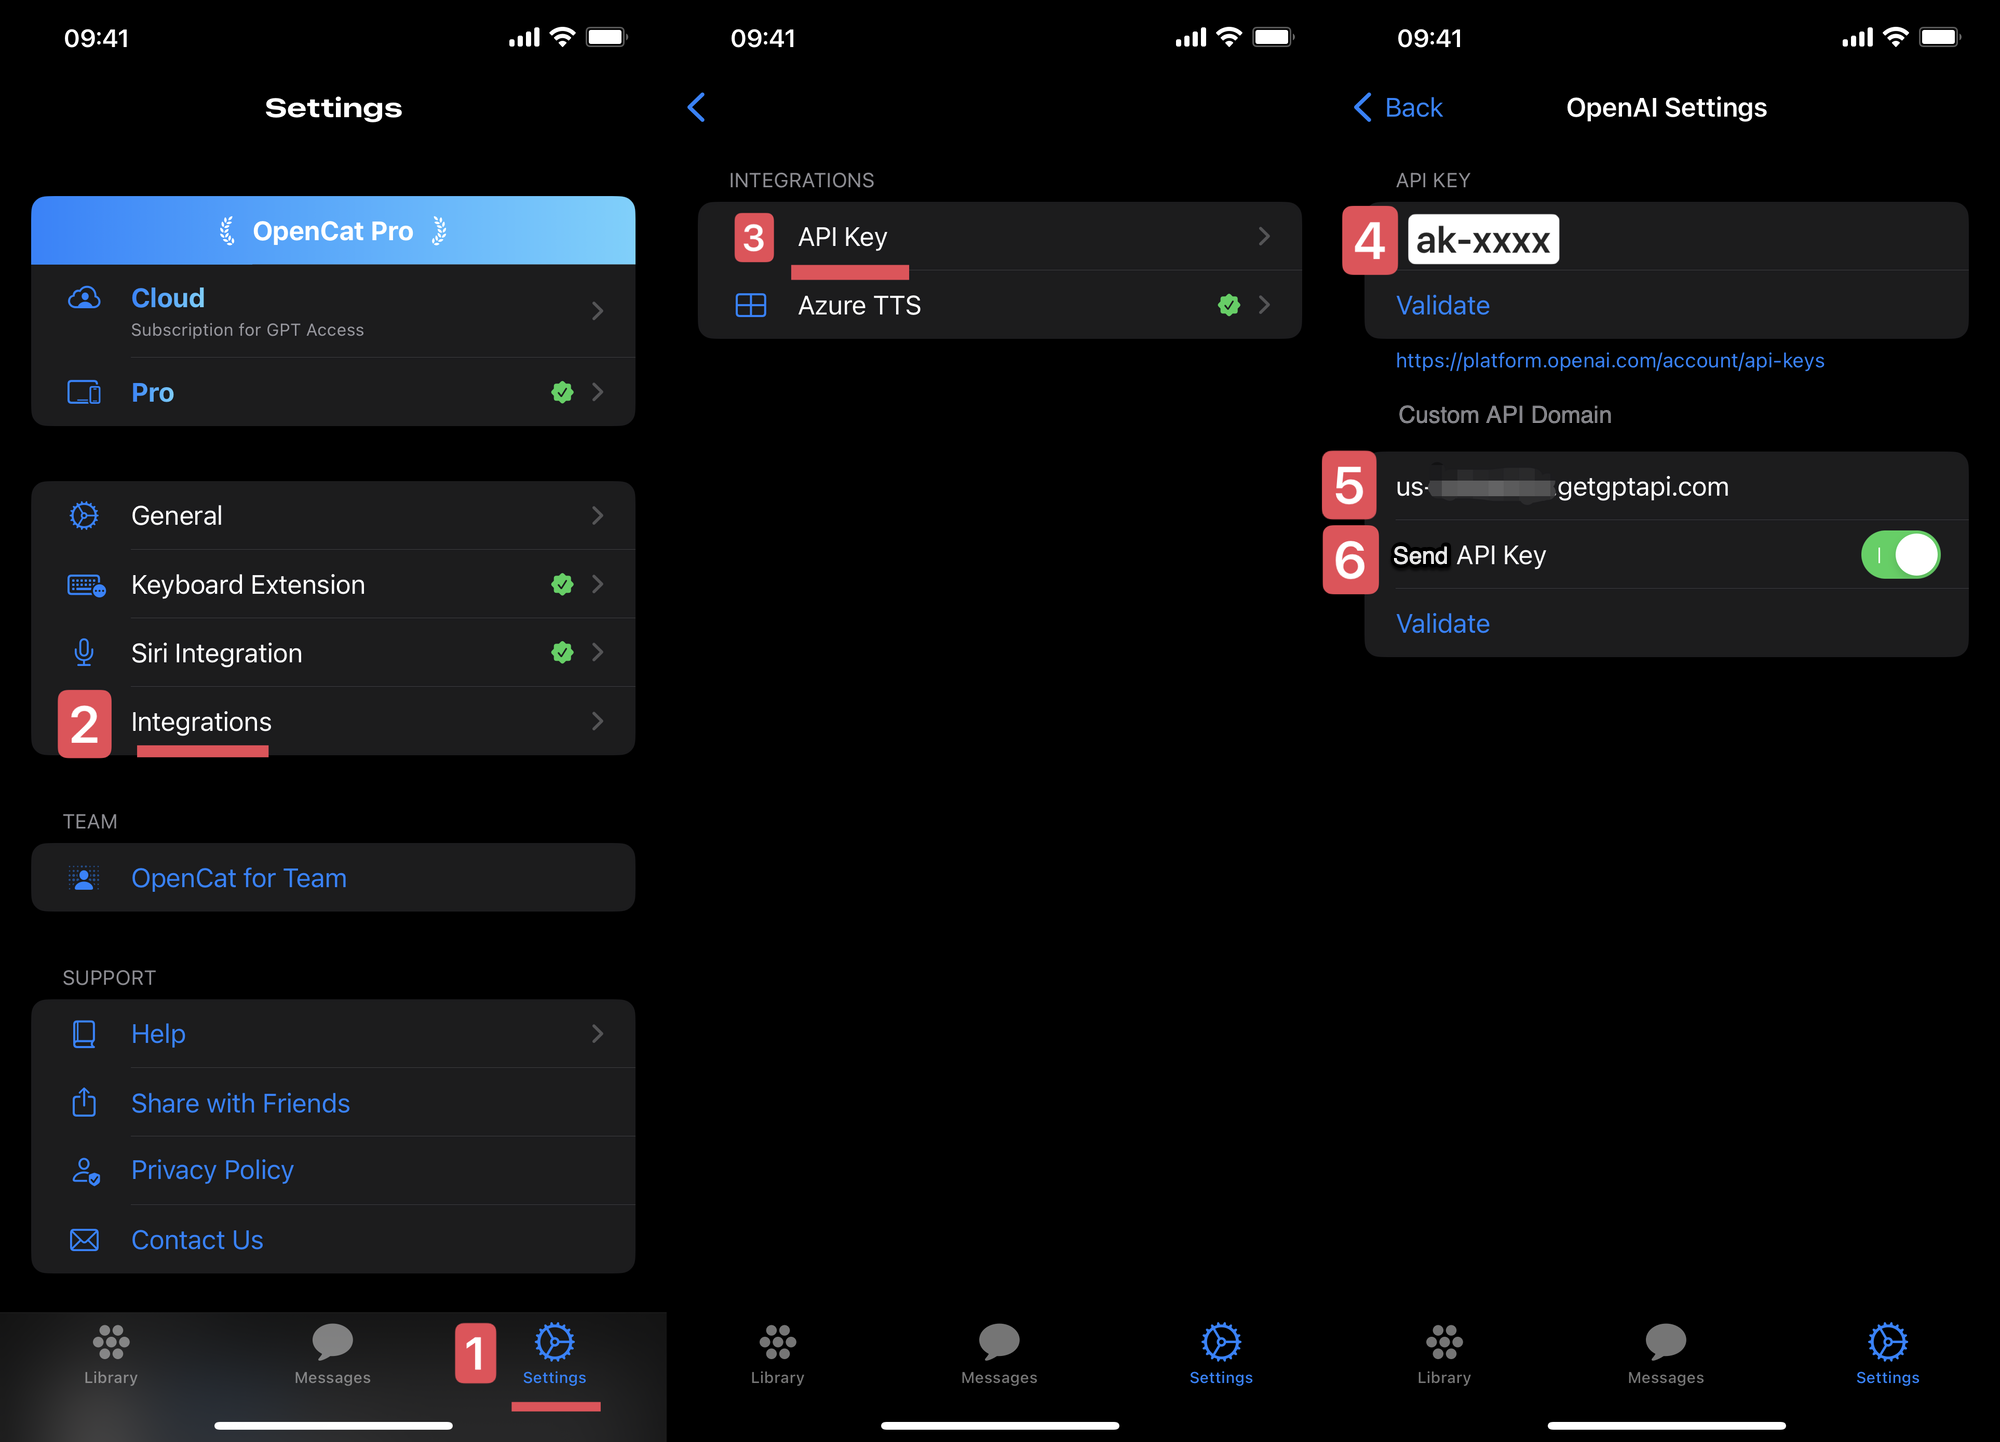 09:41
Settings
OpenCat Pro
Cloud
Subscription for GPT Access
Pro
General
Keyboard Extension
Siri Integration
2 Integrations
TEAM
OpenCat for Team
SUPPORT
Help
Share with Friends
Privacy Policy
Contact Us
Library
Messages
1 Settings
09:41
INTEGRATIONS
3 API Key
Azure TTS
Library
Messages
Settings
09:41
Back
OpenAI Settings
API KEY
4 ak-xxxx
Validate
https://platform.openai.com/account/api-keys
Custom API Domain
5 us- .getgptapi.com
6 Send API Key
Validate
Library
Messages
Settings